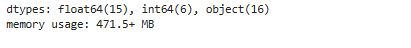 dtypes: float64(15), int64(6), object(16)
memory usage: 471.5+ MB